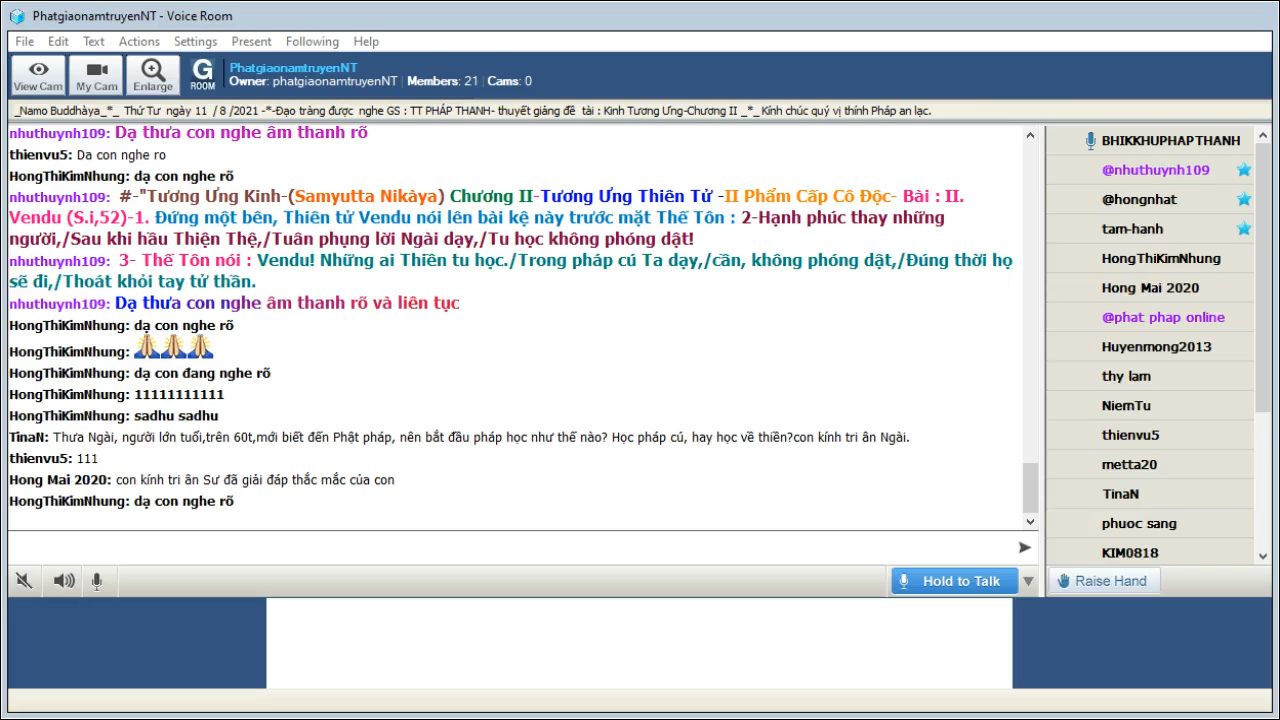 PhatgiaonamtruyenNT - Voice Room
File Edit Text Actions Settings Present Following Help
View Cam My Cam Enlarge G ROOM
PhatgiaonamtruyenNT
Owner: phatgiaonamtruyenNT | Members: 21 | Cams: 0
_Namo Buddhàya_*_ Thứ Tư ngày 11 / 8 /2021 -*-Đạo tràng được nghe GS : TT PHÁP THANH- thuyết giảng đề tài : Kinh Tương Ưng-Chương II _*_ Kính chúc quý vị thính Pháp an lạc.
nhuthuynh109: Dạ thưa con nghe âm thanh rõ
thienvu5: Da con nghe ro
HongThiKimNhung: dạ con nghe rõ
nhuthuynh109: #-"Tương Ưng Kinh-(Samyutta Nikàya) Chương II-Tương Ưng Thiên Tử -II Phẩm Cấp Cô Độc- Bài : II.
Vendu (S.i,52)-1. Đứng một bên, Thiên tử Vendu nói lên bài kệ này trước mặt Thế Tôn : 2-Hạnh phúc thay những
người,/Sau khi hầu Thiện Thệ,/Tuân phụng lời Ngài dạy,/Tu học không phóng dật!
nhuthuynh109: 3- Thế Tôn nói : Vendu! Những ai Thiền tu học./Trong pháp cú Ta dạy,/cần, không phóng dật,/Đúng thời họ
sẽ đi,/Thoát khỏi tay tử thần.
nhuthuynh109: Dạ thưa con nghe âm thanh rõ và liên tục
HongThiKimNhung: dạ con nghe rõ
HongThiKimNhung: 🙏🙏🙏
HongThiKimNhung: dạ con đang nghe rõ
HongThiKimNhung: 11111111111
HongThiKimNhung: sadhu sadhu
TinaN: Thưa Ngài, người lớn tuổi,trên 60t,mới biết đến Phật pháp, nên bắt đầu pháp học như thế nào? Học pháp cú, hay học về thiền?con kính tri ân Ngài.
thienvu5: 111
Hong Mai 2020: con kính tri ân Sư đã giải đáp thắc mắc của con
HongThiKimNhung: dạ con nghe rõ
Hold to Talk
BHIKKHUPHAPTHANH
@nhuthuynh109
@hongnhat
tam-hanh
HongThiKimNhung
Hong Mai 2020
@phat phap online
Huyenmong2013
thy lam
NiemTu
thienvu5
metta20
TinaN
phuoc sang
KIM0818
Raise Hand